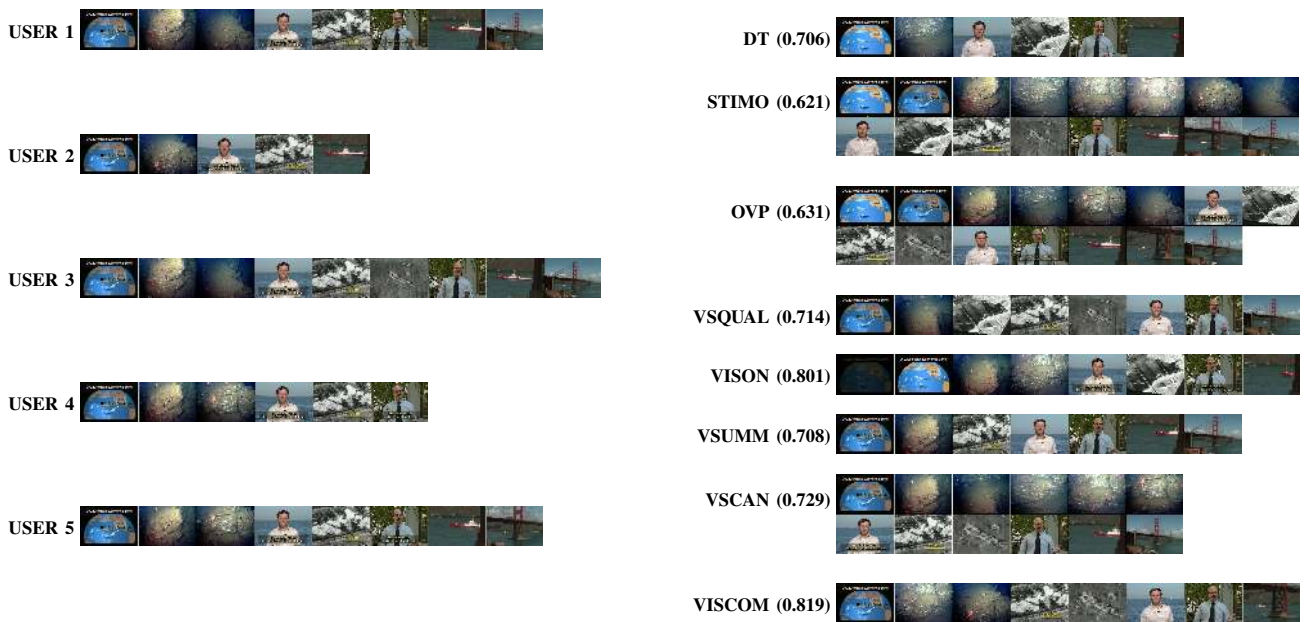 USER 1
USER 2
USER 3
USER 4
USER 5
DT (0.706)
STIMO (0.621)
OVP (0.631)
VSQUAL (0.714)
VISON (0.801)
VSUMM (0.708)
VSCAN (0.729)
VISCOM (0.819)